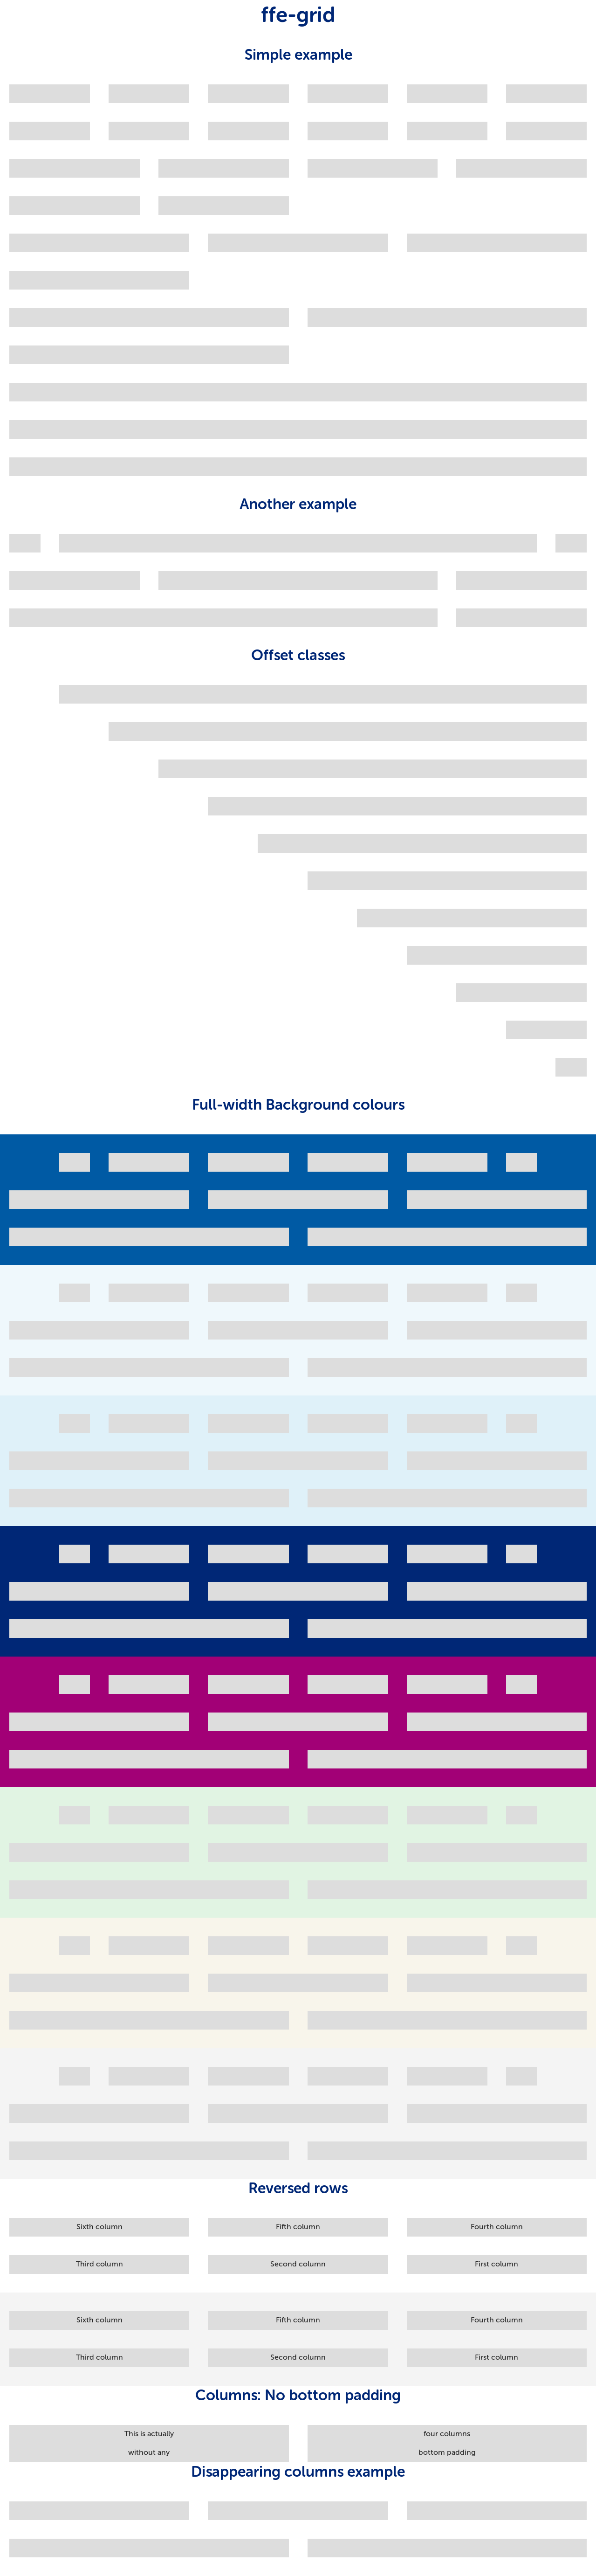 ffe-grid
Simple example
Another example
Offset classes
Full-width Background colours
Reversed rows
Sixth column Fifth column Fourth column
Third column Second column First column
Sixth column Fifth column Fourth column
Third column Second column First column
Columns: No bottom padding
This is actually four columns
without any bottom padding
Disappearing columns example